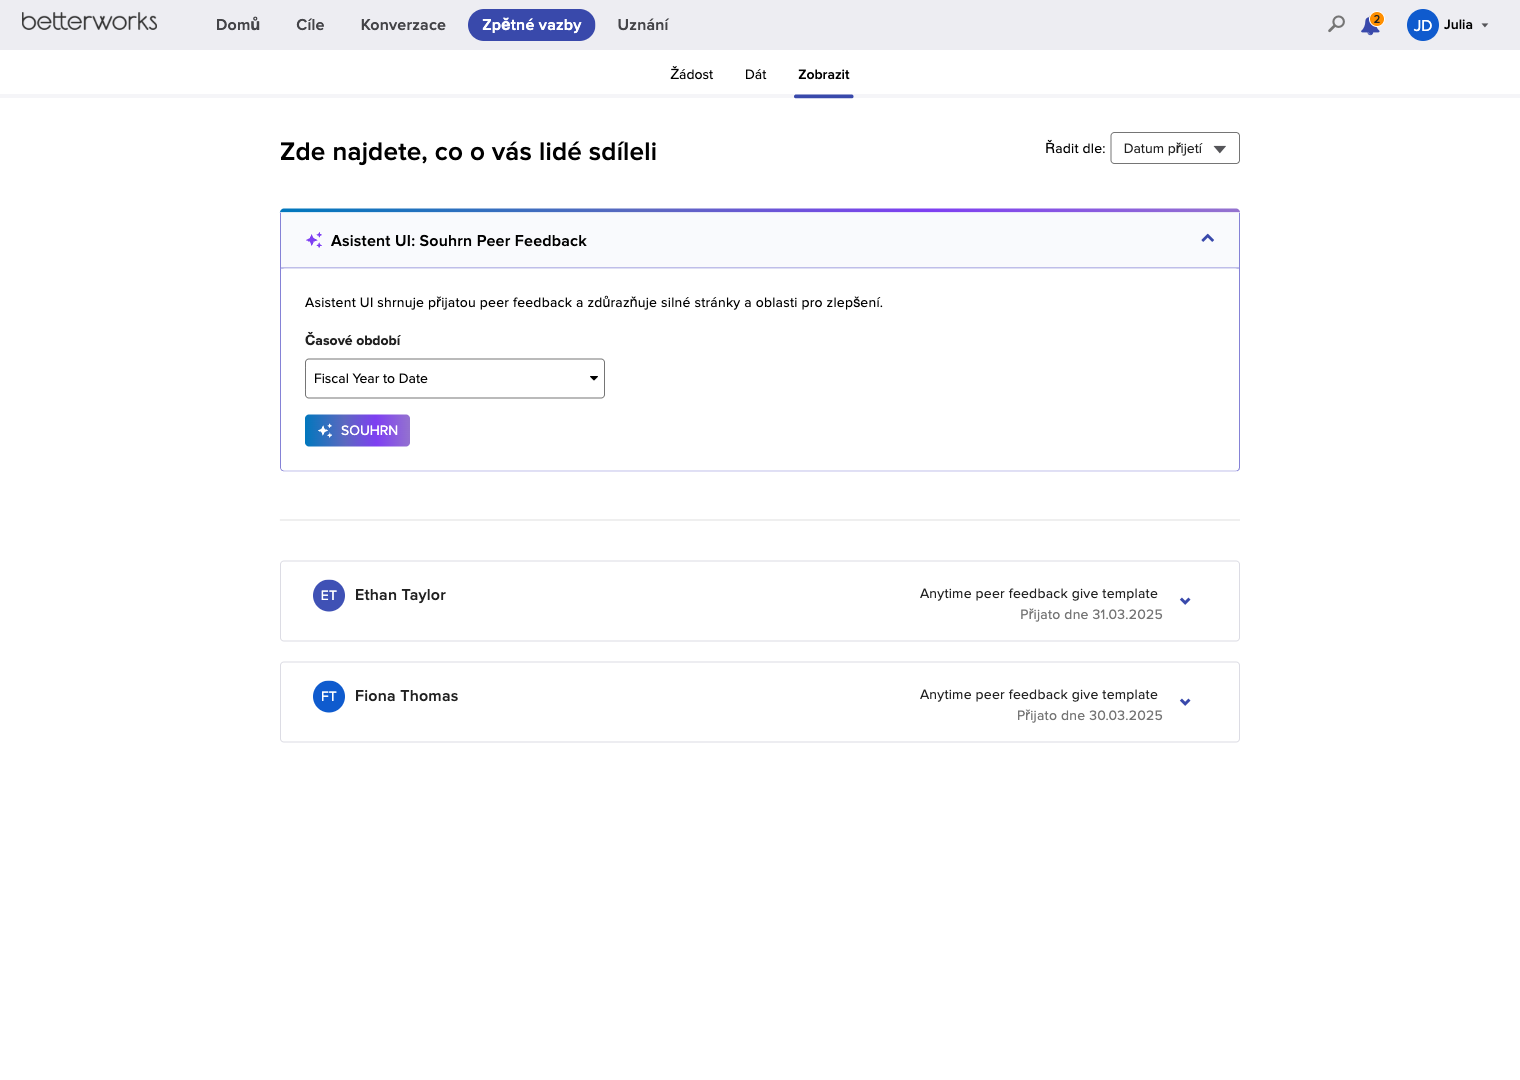 betterworks
Domů
Cíle
Konverzace
Zpětné vazby
Uznání
2
JD
Julia
Žádost
Dát
Zobrazit
Zde najdete, co o vás lidé sdíleli
Řadit dle:
Datum přijetí
Asistent UI: Souhrn Peer Feedback
Asistent UI shrnuje přijatou peer feedback a zdůrazňuje silné stránky a oblasti pro zlepšení.
Časové období
Fiscal Year to Date
SOUHRN
ET
Ethan Taylor
Anytime peer feedback give template
Přijato dne 31.03.2025
FT
Fiona Thomas
Anytime peer feedback give template
Přijato dne 30.03.2025